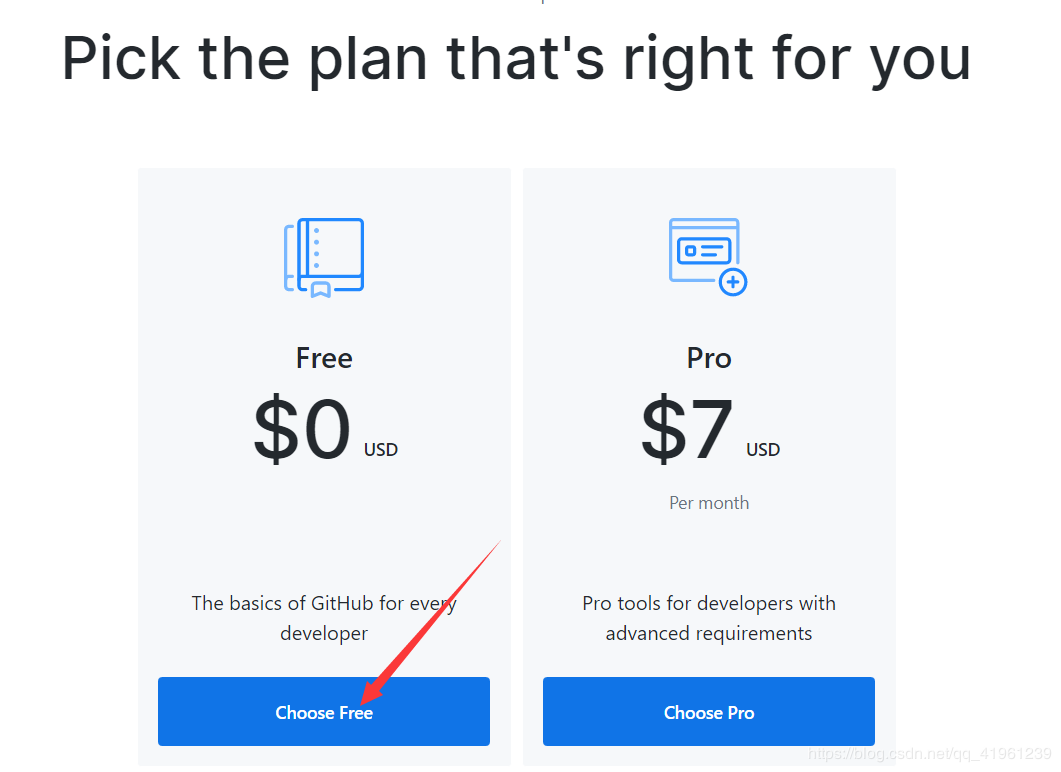 Pick the plan that's right for you
Free
$0 USD
The basics of GitHub for every
developer
Choose Free
Pro
$7 USD
Per month
Pro tools for developers with
advanced requirements
Choose Pro
https://blog.csdn.net/qq_41961239